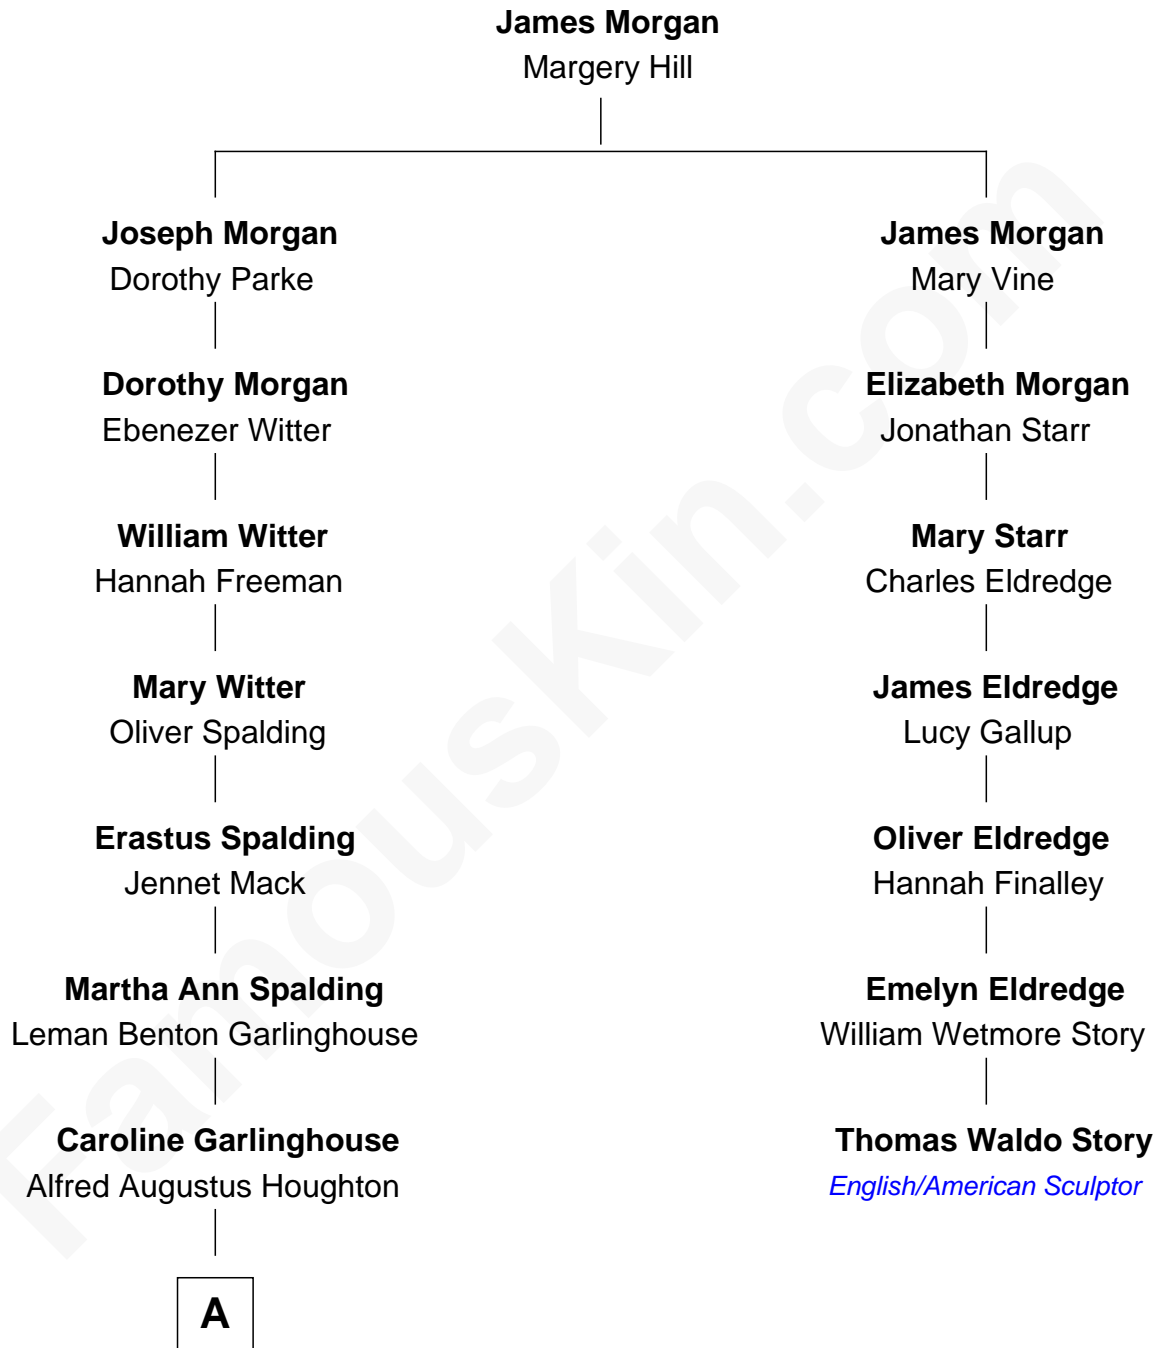 James Morgan
Margery Hill
Joseph Morgan
Dorothy Parke
James Morgan
Mary Vine
Dorothy Morgan
Ebenezer Witter
Elizabeth Morgan
Jonathan Starr
William Witter
Hannah Freeman
Mary Starr
Charles Eldredge
Mary Witter
Oliver Spalding
James Eldredge
Lucy Gallup
Erastus Spalding
Jennet Mack
Oliver Eldredge
Hannah Finalley
Martha Ann Spalding
Leman Benton Garlinghouse
Emelyn Eldredge
William Wetmore Story
Caroline Garlinghouse
Alfred Augustus Houghton
Thomas Waldo Story
English/American Sculptor
A
FamousKin.com